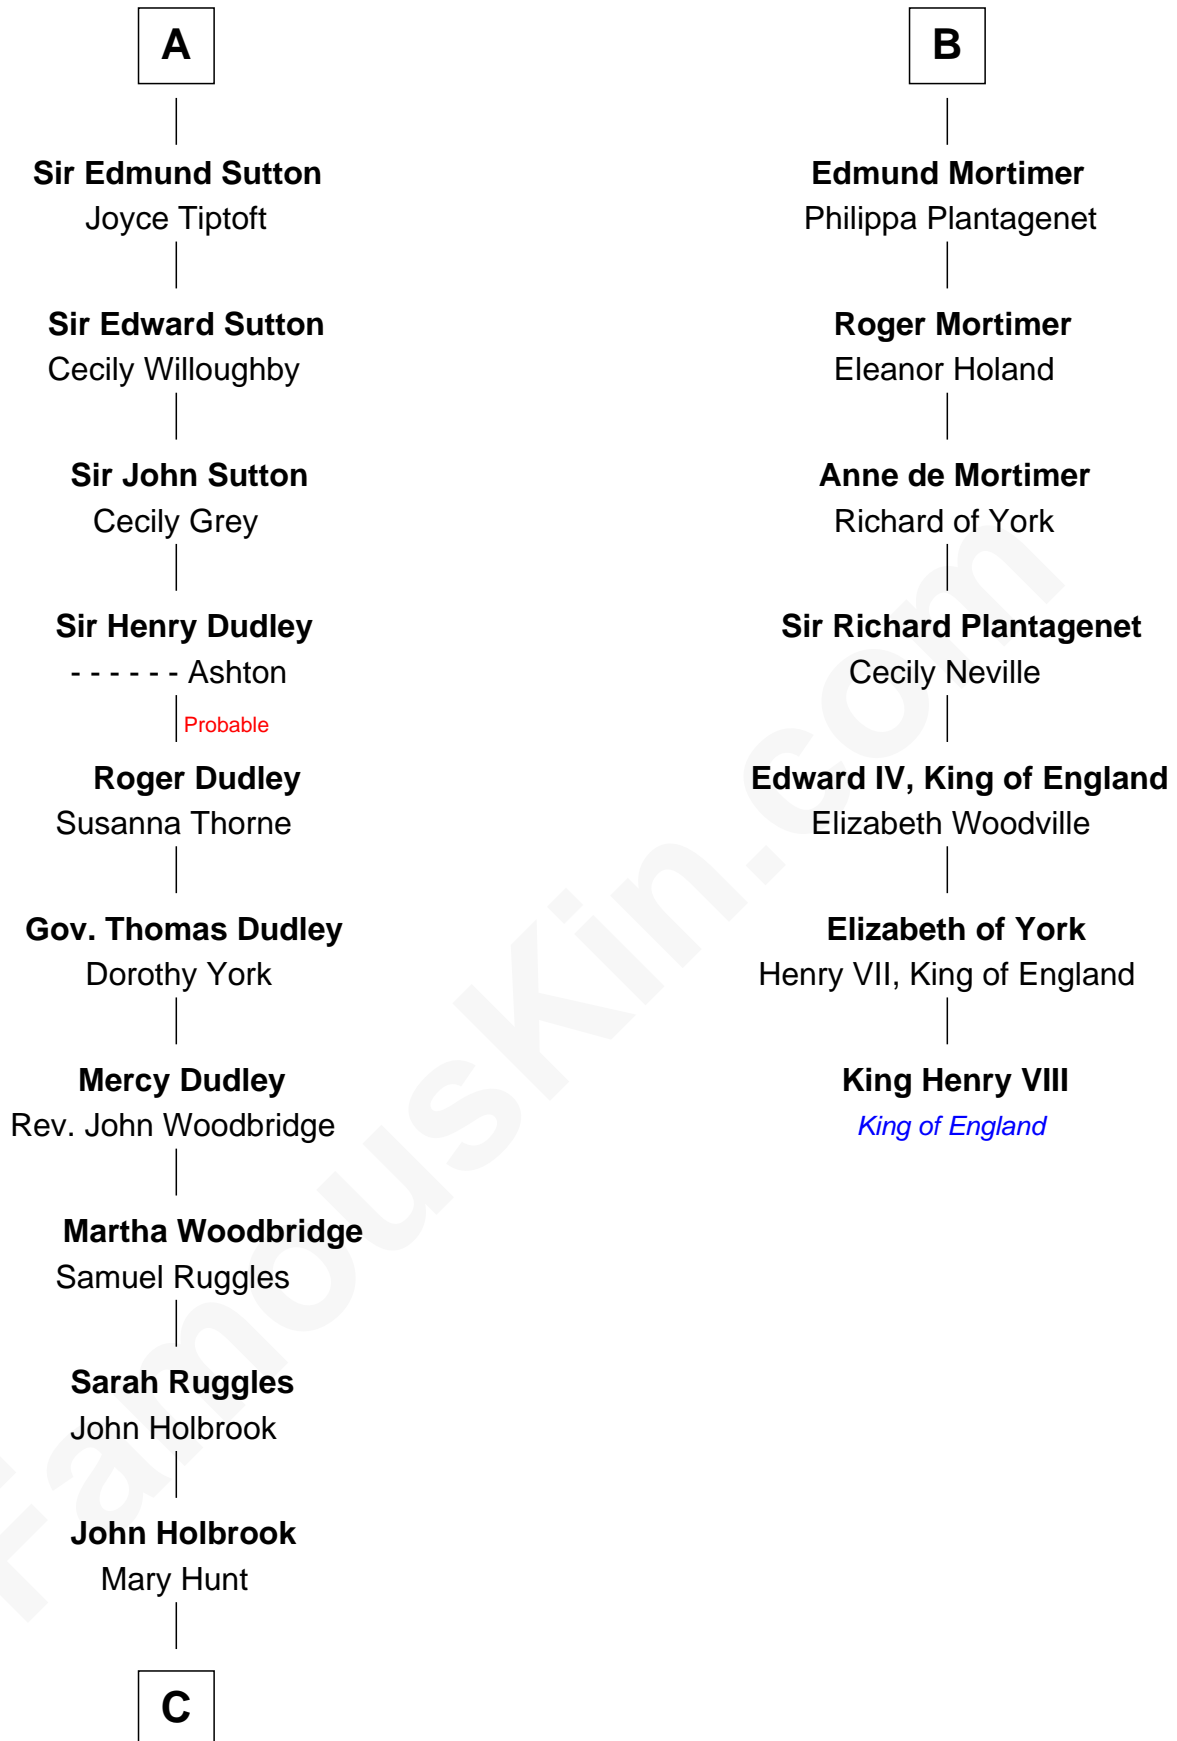 A
Sir Edmund Sutton
Joyce Tiptoft
Sir Edward Sutton
Cecily Willoughby
Sir John Sutton
Cecily Grey
Sir Henry Dudley
- - - - - - Ashton
Probable
Roger Dudley
Susanna Thorne
Gov. Thomas Dudley
Dorothy York
Mercy Dudley
Rev. John Woodbridge
Martha Woodbridge
Samuel Ruggles
Sarah Ruggles
John Holbrook
John Holbrook
Mary Hunt
C
B
Edmund Mortimer
Philippa Plantagenet
Roger Mortimer
Eleanor Holand
Anne de Mortimer
Richard of York
Sir Richard Plantagenet
Cecily Neville
Edward IV, King of England
Elizabeth Woodville
Elizabeth of York
Henry VII, King of England
King Henry VIII
King of England
FamousKin.com